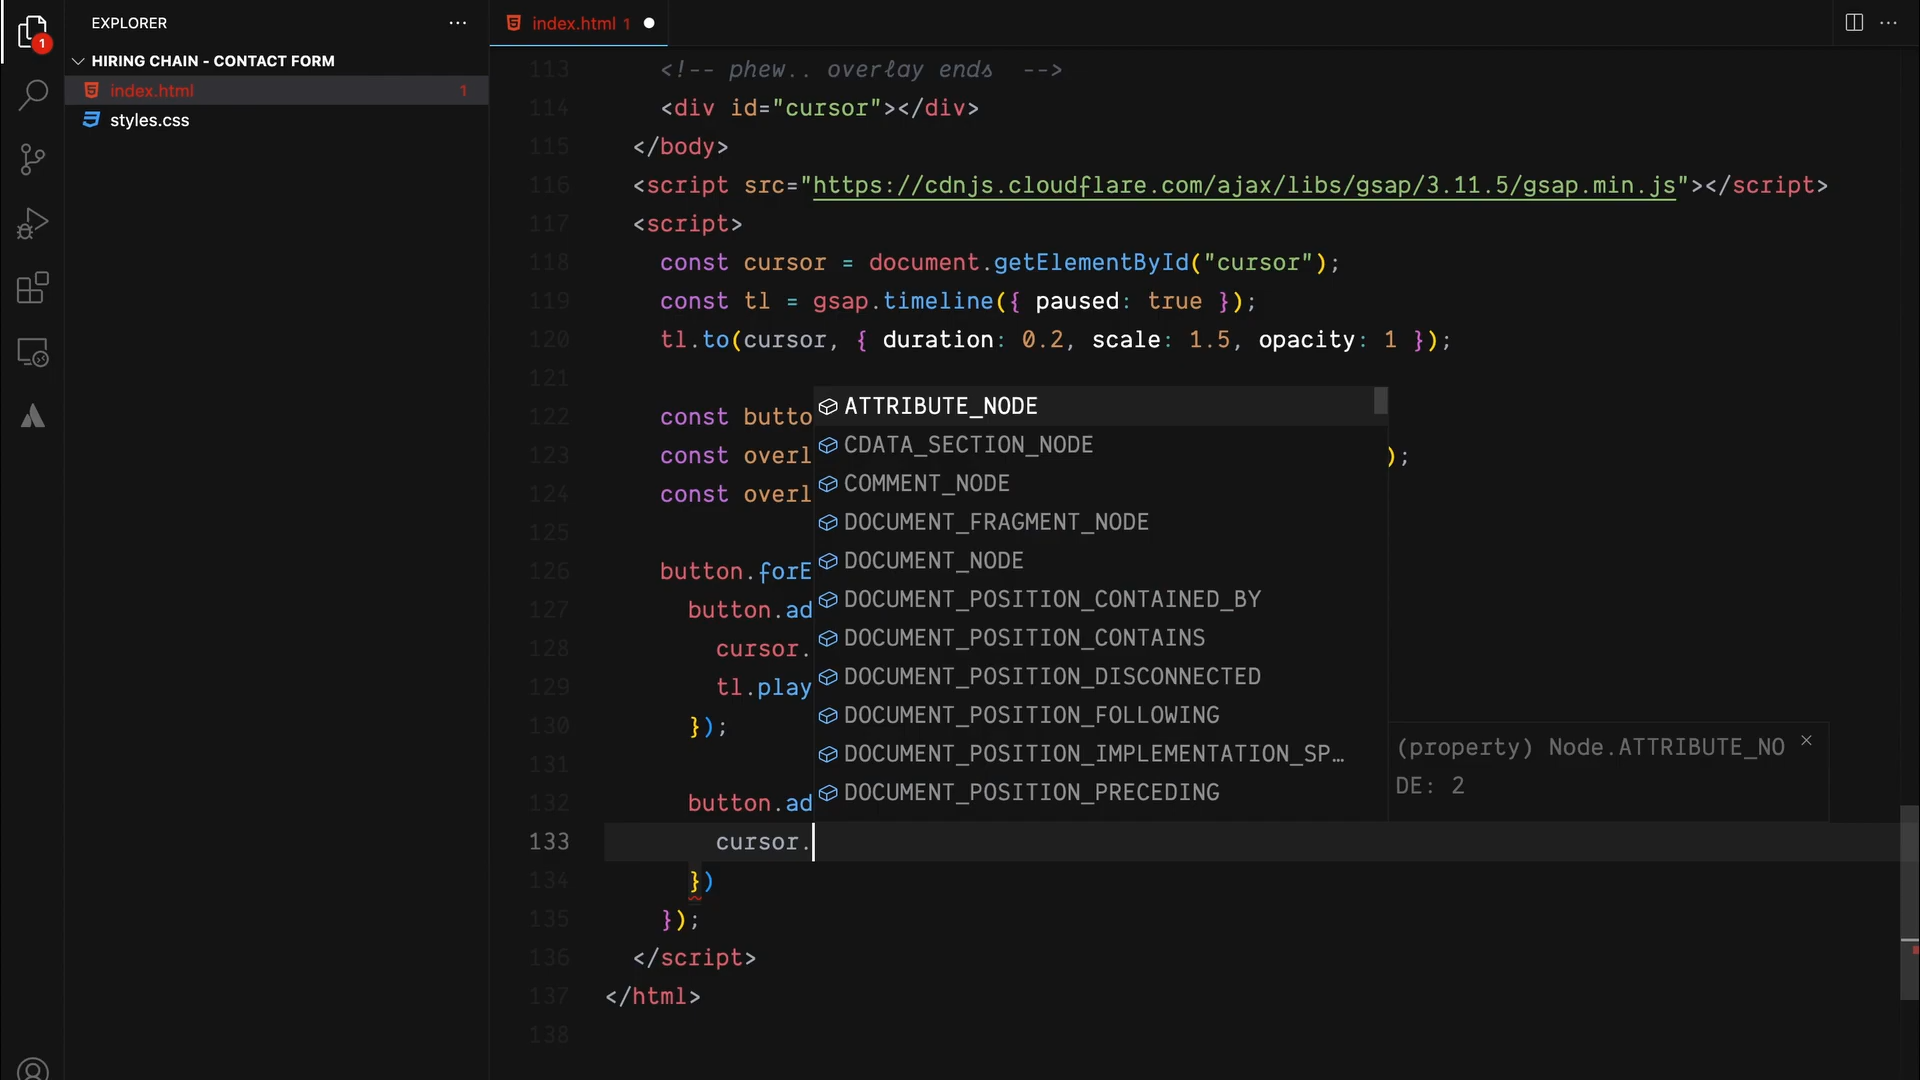 EXPLORER
HIRING CHAIN - CONTACT FORM
index.html 1
styles.css
1
index.html 1
113 <!-- phew.. overlay ends -->
114 <div id="cursor"></div>
115 </body>
116 <script src="https://cdnjs.cloudflare.com/ajax/libs/gsap/3.11.5/gsap.min.js"></script>
117 <script>
118 const cursor = document.getElementById("cursor");
119 const tl = gsap.timeline({ paused: true });
120 tl.to(cursor, { duration: 0.2, scale: 1.5, opacity: 1 });
121
122 const butto
123 const overl );
124 const overl
125
126 button.forE
127 button.ad
128 cursor.
129 tl.play
130 });
131
132 button.ad
133 cursor.
134 })
135 });
136 </script>
137 </html>
138
ATTRIBUTE_NODE
CDATA_SECTION_NODE
COMMENT_NODE
DOCUMENT_FRAGMENT_NODE
DOCUMENT_NODE
DOCUMENT_POSITION_CONTAINED_BY
DOCUMENT_POSITION_CONTAINS
DOCUMENT_POSITION_DISCONNECTED
DOCUMENT_POSITION_FOLLOWING
DOCUMENT_POSITION_IMPLEMENTATION_SP…
DOCUMENT_POSITION_PRECEDING
(property) Node.ATTRIBUTE_NO
DE: 2